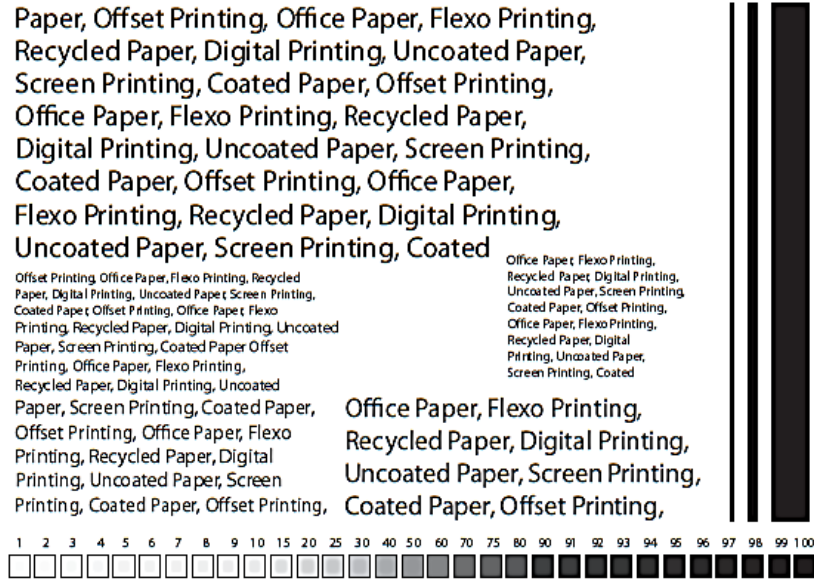 Paper, Offset Printing, Office Paper, Flexo Printing,
Recycled Paper, Digital Printing, Uncoated Paper,
Screen Printing, Coated Paper, Offset Printing,
Office Paper, Flexo Printing, Recycled Paper,
Digital Printing, Uncoated Paper, Screen Printing,
Coated Paper, Offset Printing, Office Paper,
Flexo Printing, Recycled Paper, Digital Printing,
Uncoated Paper, Screen Printing, Coated
Offset Printing, Office Paper, Flexo Printing, Recycled
Paper, Digital Printing, Uncoated Paper, Screen Printing,
Coated Paper, Offset Printing, Office Paper, Flexo
Printing, Recycled Paper, Digital Printing, Uncoated
Paper, Screen Printing, Coated Paper Offset
Printing, Office Paper, Flexo Printing,
Recycled Paper, Digital Printing, Uncoated
Paper, Screen Printing, Coated Paper,
Offset Printing, Office Paper, Flexo
Printing, Recycled Paper, Digital
Printing, Uncoated Paper, Screen
Printing, Coated Paper, Offset Printing,
Office Paper, Flexo Printing,
Recycled Paper, Digital Printing,
Uncoated Paper, Screen Printing,
Coated Paper, Offset Printing,
Office Paper, Flexo Printing,
Recycled Paper, Digital
Printing, Uncoated Paper,
Screen Printing, Coated
Office Paper, Flexo Printing,
Recycled Paper, Digital Printing,
Uncoated Paper, Screen Printing,
Coated Paper, Offset Printing,
1 2 3 4 5 6 7 8 9 10 15 20 25 30 40 50 60 70 75 80 90 91 92 93 94 95 96 97 98 99 100